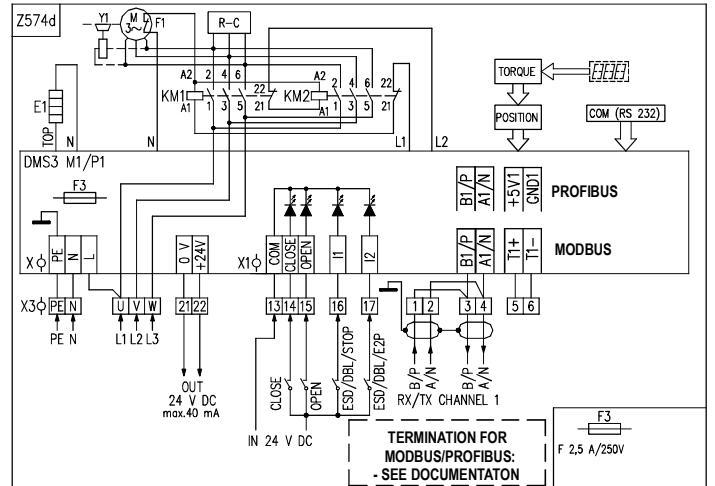 Z574d
Y1 M 3~ F1 R-C
E1
TOP N N
A2 2 4 6 22 A2 2 4 6 22
KM1 KM2
A1 1 3 5 21 A1 1 3 5 21
L1 L2
TORQUE
POSITION COM (RS 232)
DMS3 M1/P1
F3
B1/P A1/N +5V1 GND1 PROFIBUS
X PE N L 0 V +24V X1 COM CLOSE OPEN I1 I2 B1/P A1/N T1+ T1- MODBUS
X3 PE N U V W 21 22 13 14 15 16 17 1 2 3 4 5 6
PE N L1 L2 L3
OUT
24 V DC
max.40 mA
CLOSE OPEN ESD/DBL/STOP ESD/DBL/E2P
IN 24 V DC
B/P A/N B/P A/N
RX/TX CHANNEL 1
TERMINATION FOR
MODBUS/PROFIBUS:
- SEE DOCUMENTATON
F3
F 2,5 A/250V